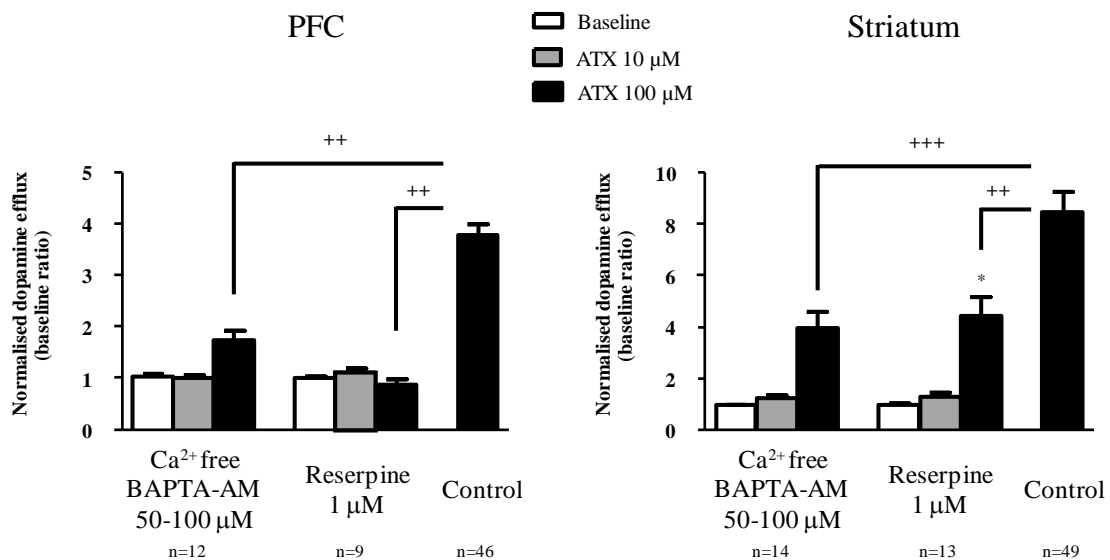 PFC
Baseline
ATX 10 µM
ATX 100 µM
Striatum
Normalised dopamine efflux
(baseline ratio)
5
4
3
2
1
0
++
++
Ca²⁺ free
BAPTA-AM
50-100 µM
Reserpine
1 µM
Control
n=12
n=9
n=46
Normalised dopamine efflux
(baseline ratio)
10
8
6
4
2
0
+++
++
*
Ca²⁺ free
BAPTA-AM
50-100 µM
Reserpine
1 µM
Control
n=14
n=13
n=49